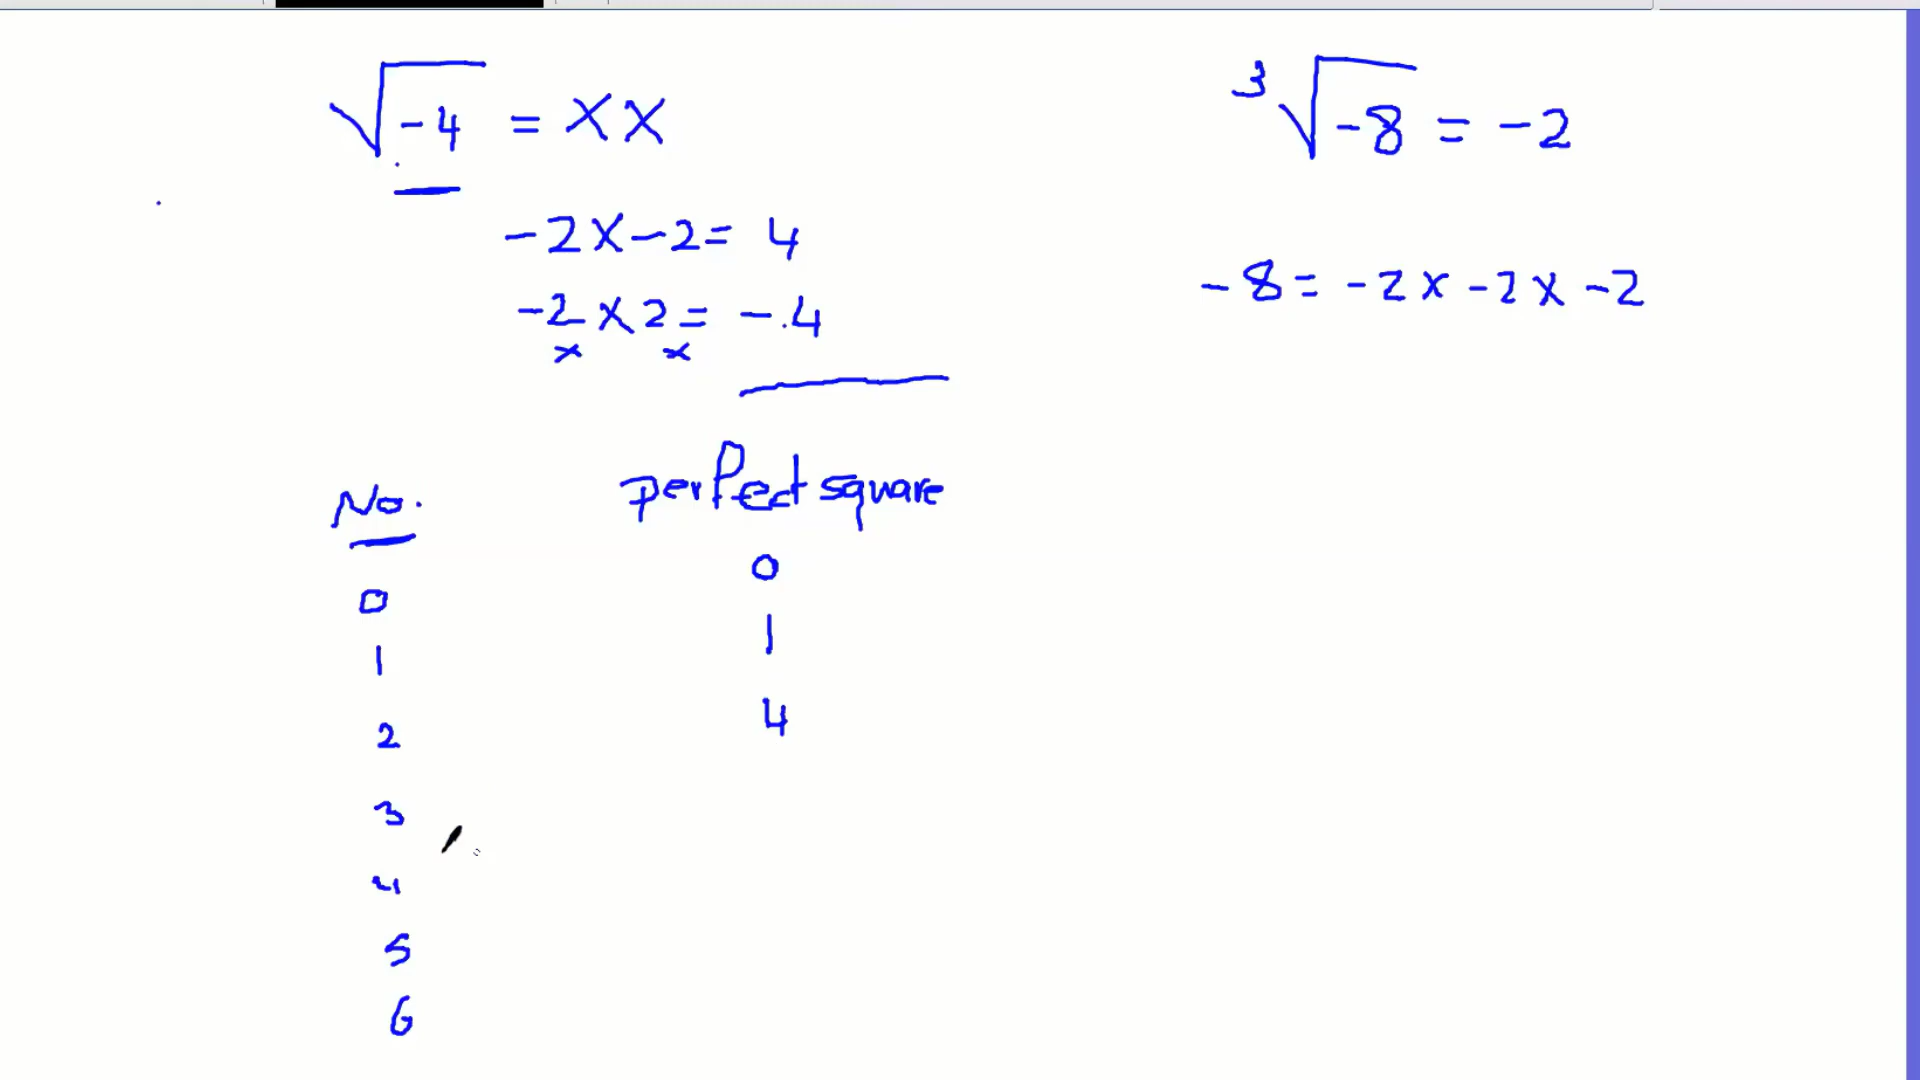 √-4 = X X
-2 X -2 = 4
-2 X 2 = -.4
x x
3√-8 = -2
-8 = -2 x -2 x -2
No. perfect square
0 0
1 1
2 4
3
4
5
6